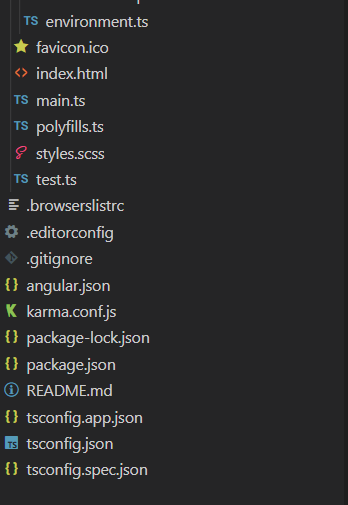 TS environment.ts
favicon.ico
<> index.html
TS main.ts
TS polyfills.ts
styles.scss
TS test.ts
.browserslistrc
.editorconfig
.gitignore
{} angular.json
karma.conf.js
{} package-lock.json
{} package.json
README.md
{} tsconfig.app.json
TS tsconfig.json
{} tsconfig.spec.json